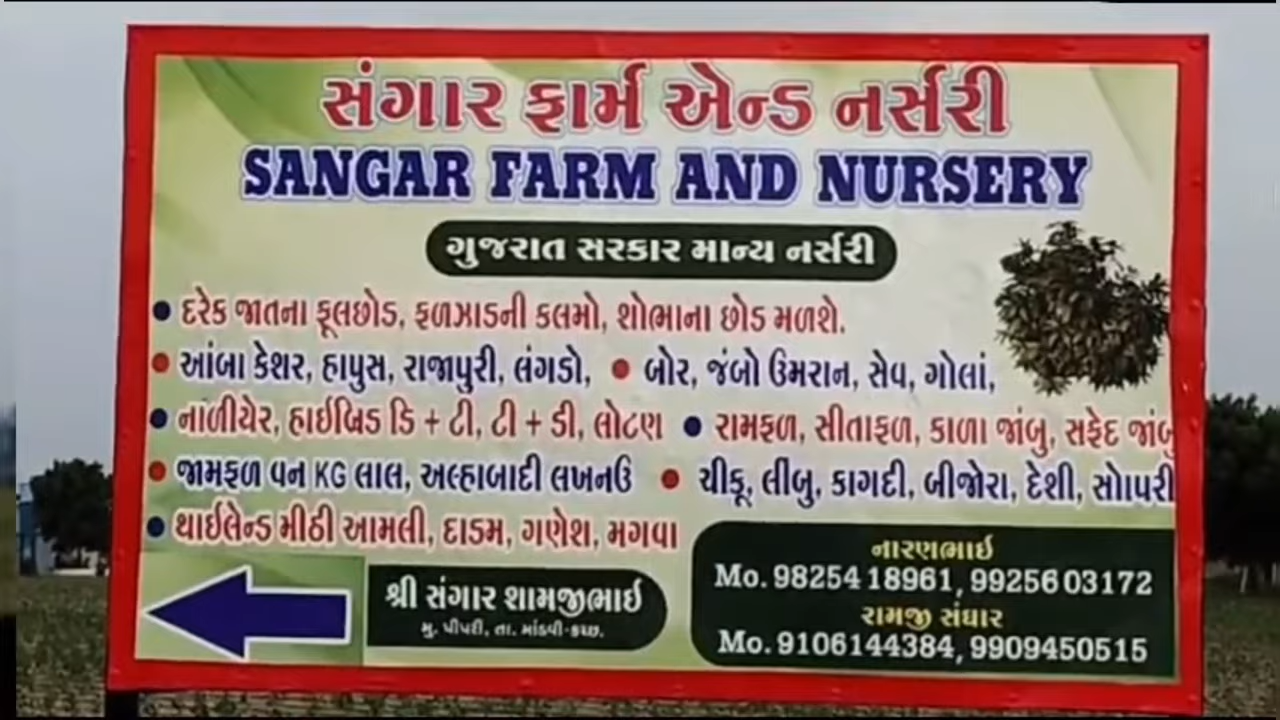 સંગાર ફાર્મ એન્ડ નર્સરી
SANGAR FARM AND NURSERY
ગુજરાત સરકાર માન્ય નર્સરી
• દરેક જાતના ફૂલછોડ, ફળઝાડની કલમો, શોભાના છોડ મળશે.
• આંબા કેશર, હાપુસ, રાજાપુરી, લંગડો, • બોર, જંબો ઉમરાન, સેવ, ગોલાં,
• નાળીયેર, હાઈબ્રિડ ડિ + ટી, ટી + ડી, લોટણ • રામફળ, સીતાફળ, કાળા જાંબુ, સફેદ જાંબુ
• જામફળ વન KG લાલ, અલ્હાબાદી લખનઉ • ચીકૂ, લીંબુ, કાગદી, બીજોરા, દેશી, સોાપરી
• થાઈલેન્ડ મીઠી આમલી, દાડમ, ગણેશ, મગવા
શ્રી સંગાર શામજીભાઈ
મુ. પીપરી, તા. માંડવી-કચ્છ.
નારણભાઈ
Mo. 98254 18961, 99256 03172
રામજી સંઘાર
Mo. 9106144384, 9909450515